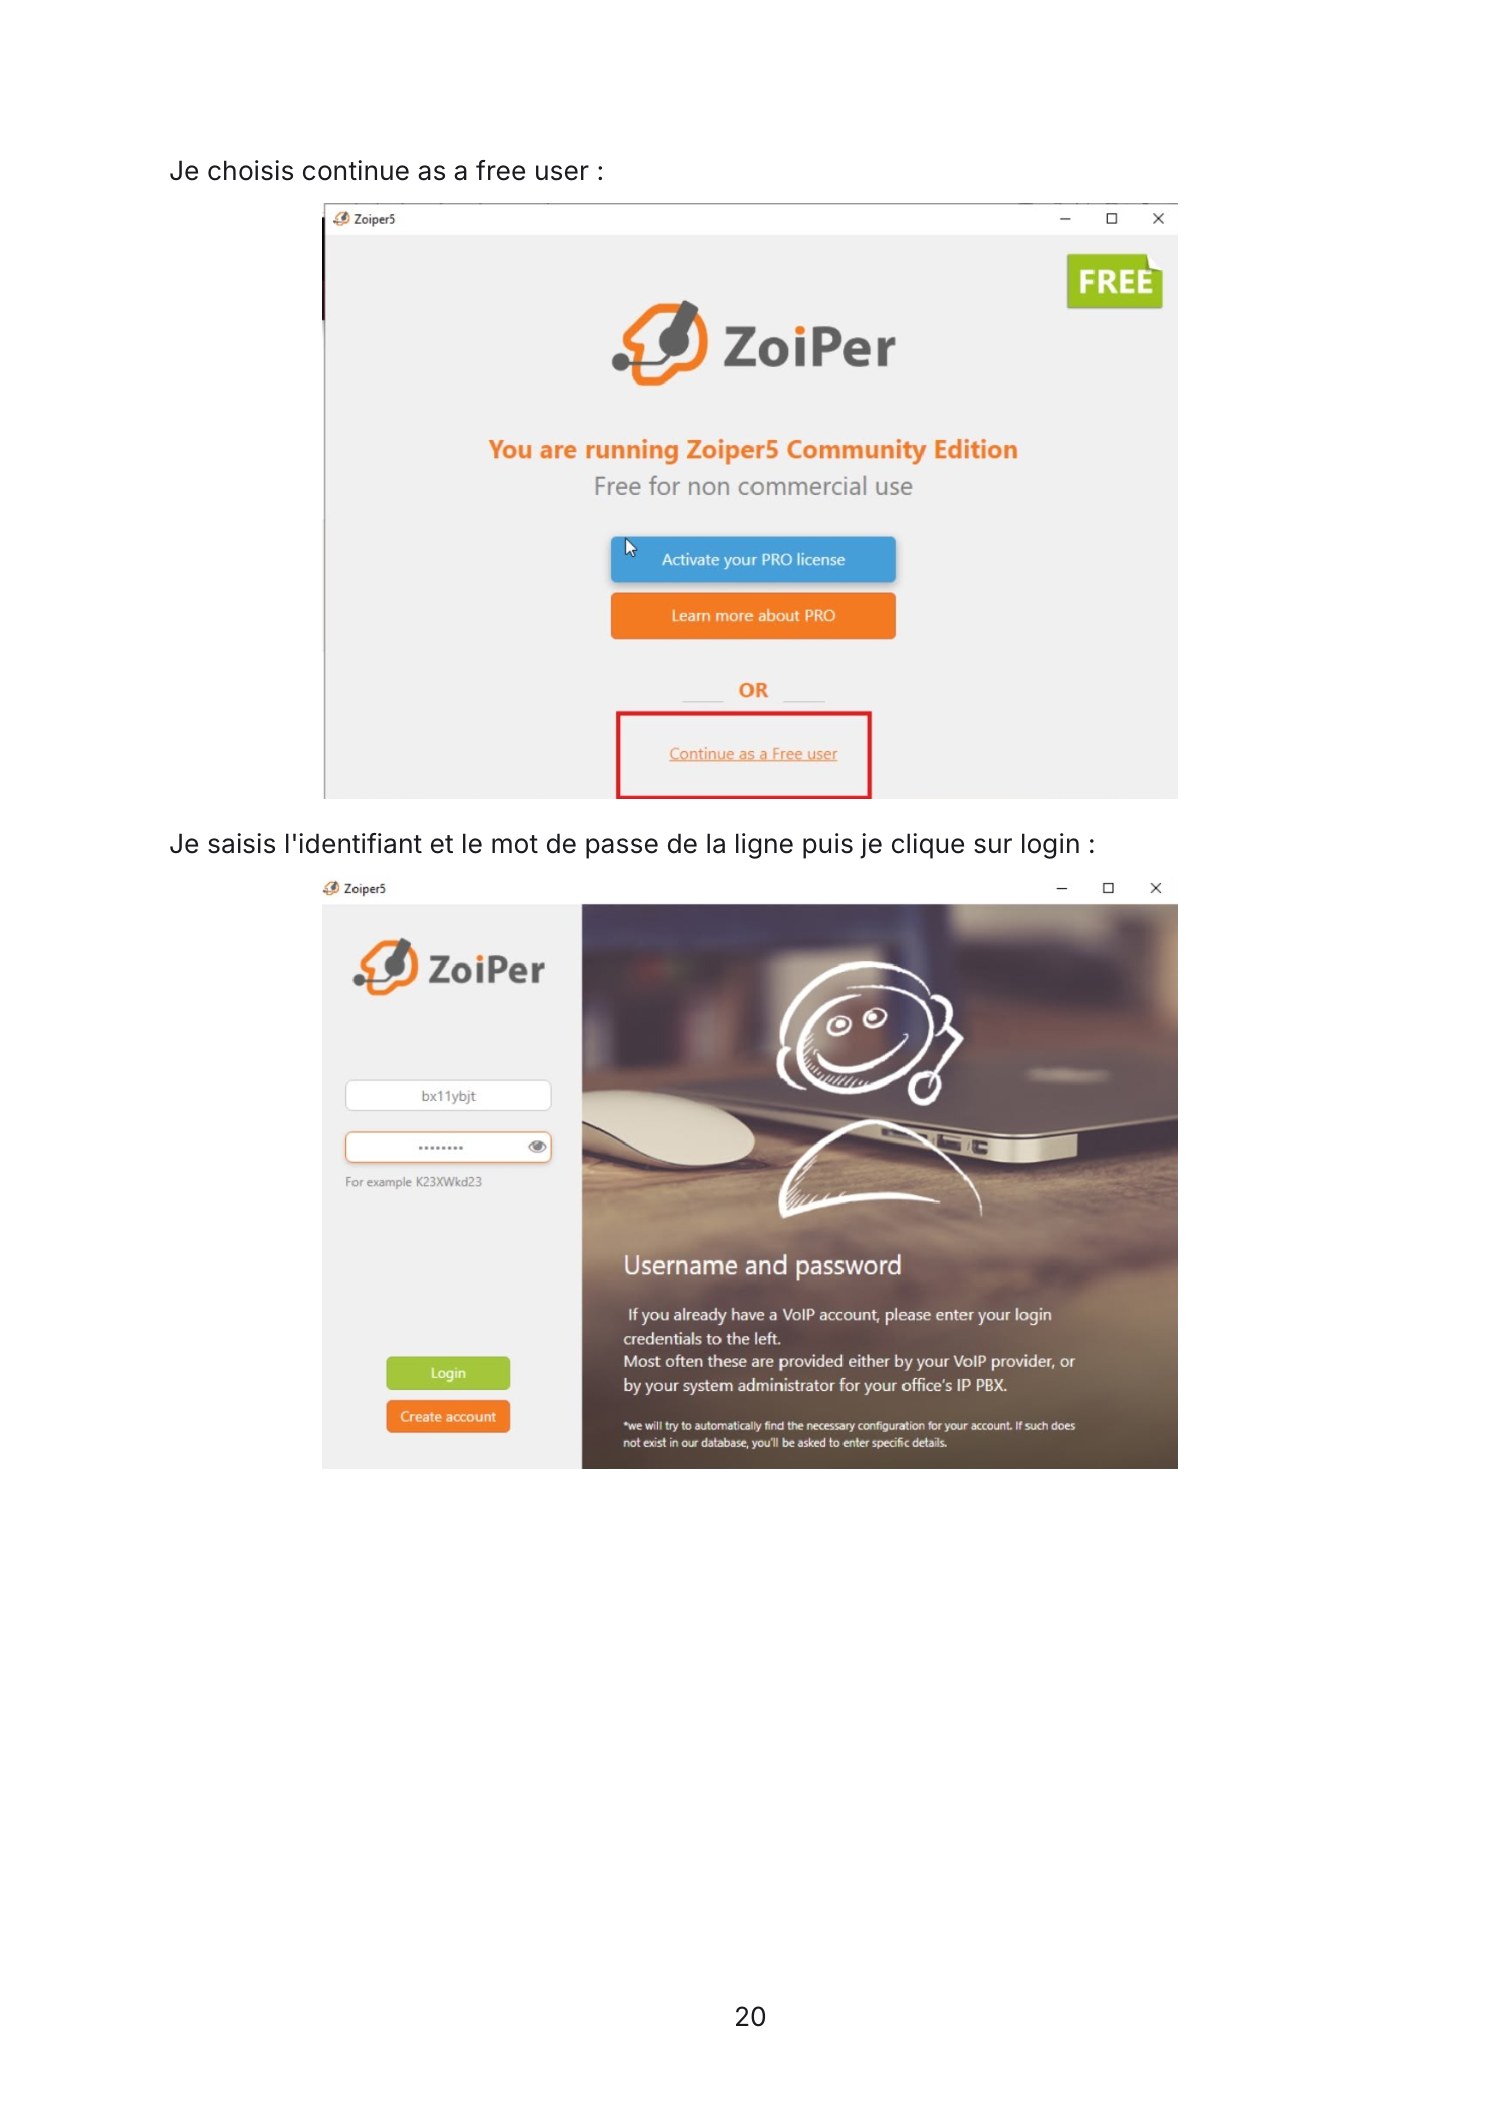 Je choisis continue as a free user :
Zoiper5
FREE
ZoiPer
You are running Zoiper5 Community Edition
Free for non commercial use
Activate your PRO license
Learn more about PRO
OR
Continue as a Free user
Je saisis l'identifiant et le mot de passe de la ligne puis je clique sur login :
Zoiper5
ZoiPer
bx11ybjt
••••••••
For example K23XWkd23
Login
Create account
Username and password
If you already have a VoIP account, please enter your login
credentials to the left.
Most often these are provided either by your VoIP provider, or
by your system administrator for your office's IP PBX.
*we will try to automatically find the necessary configuration for your account. If such does
not exist in our database, you'll be asked to enter specific details.
20